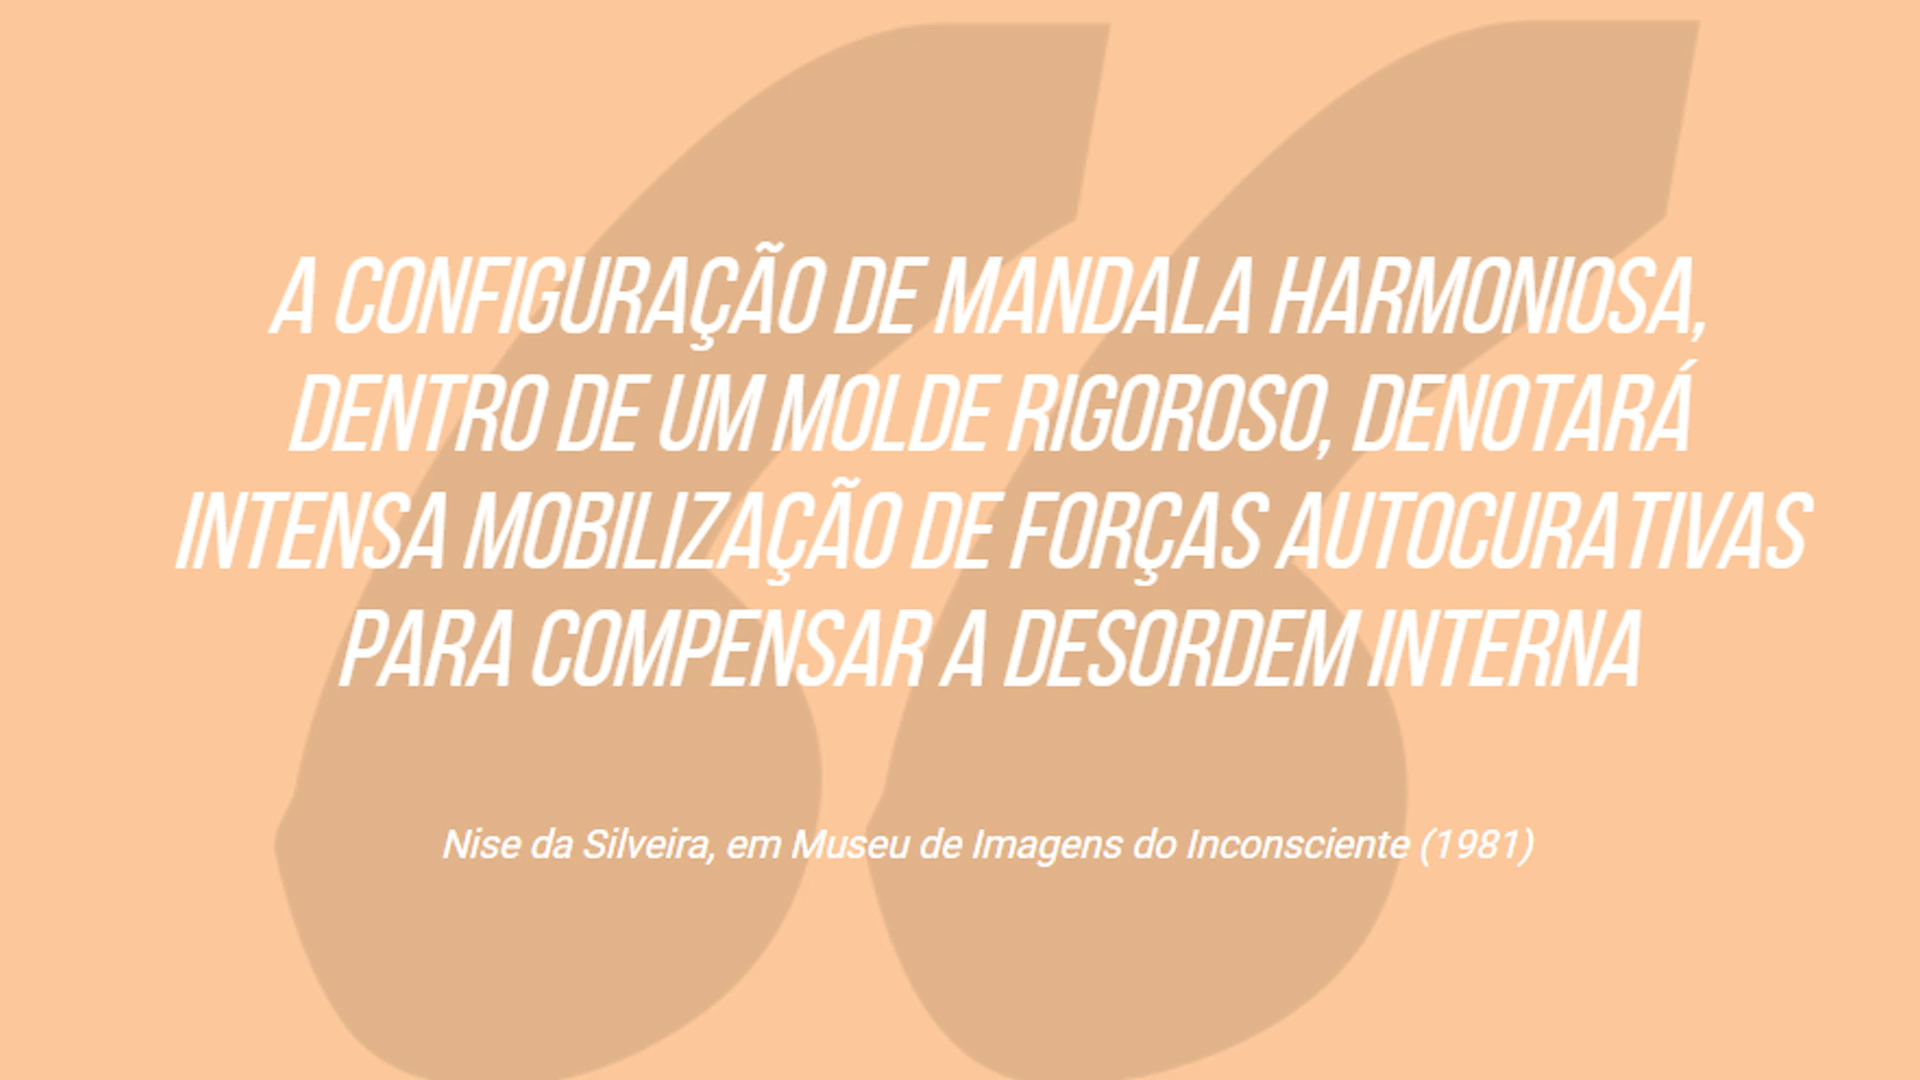 A CONFIGURAÇÃO DE MANDALA HARMONIOSA,
DENTRO DE UM MOLDE RIGOROSO, DENOTARÁ
INTENSA MOBILIZAÇÃO DE FORÇAS AUTOCURATIVAS
PARA COMPENSAR A DESORDEM INTERNA
Nise da Silveira, em Museu de Imagens do Inconsciente (1981)